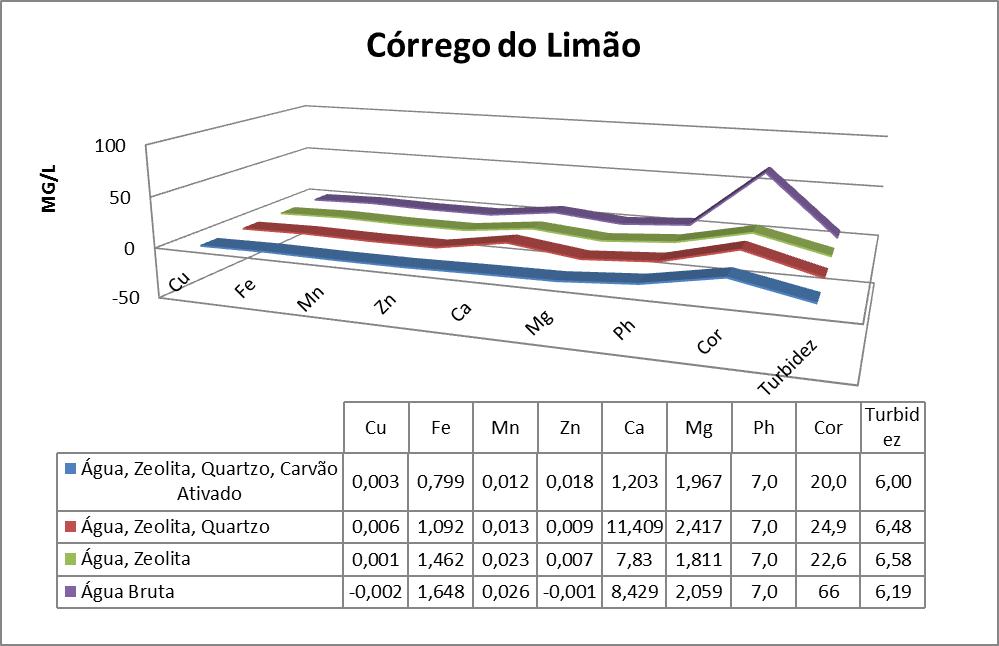 Córrego do Limão
MG/L
100
50
0
-50
Cu
Fe
Mn
Zn
Ca
Mg
Ph
Cor
Turbidez
Cu Fe Mn Zn Ca Mg Ph Cor Turbid
ez
Água, Zeolita, Quartzo, Carvão
Ativado 0,003 0,799 0,012 0,018 1,203 1,967 7,0 20,0 6,00
Água, Zeolita, Quartzo 0,006 1,092 0,013 0,009 11,409 2,417 7,0 24,9 6,48
Água, Zeolita 0,001 1,462 0,023 0,007 7,83 1,811 7,0 22,6 6,58
Água Bruta -0,002 1,648 0,026 -0,001 8,429 2,059 7,0 66 6,19